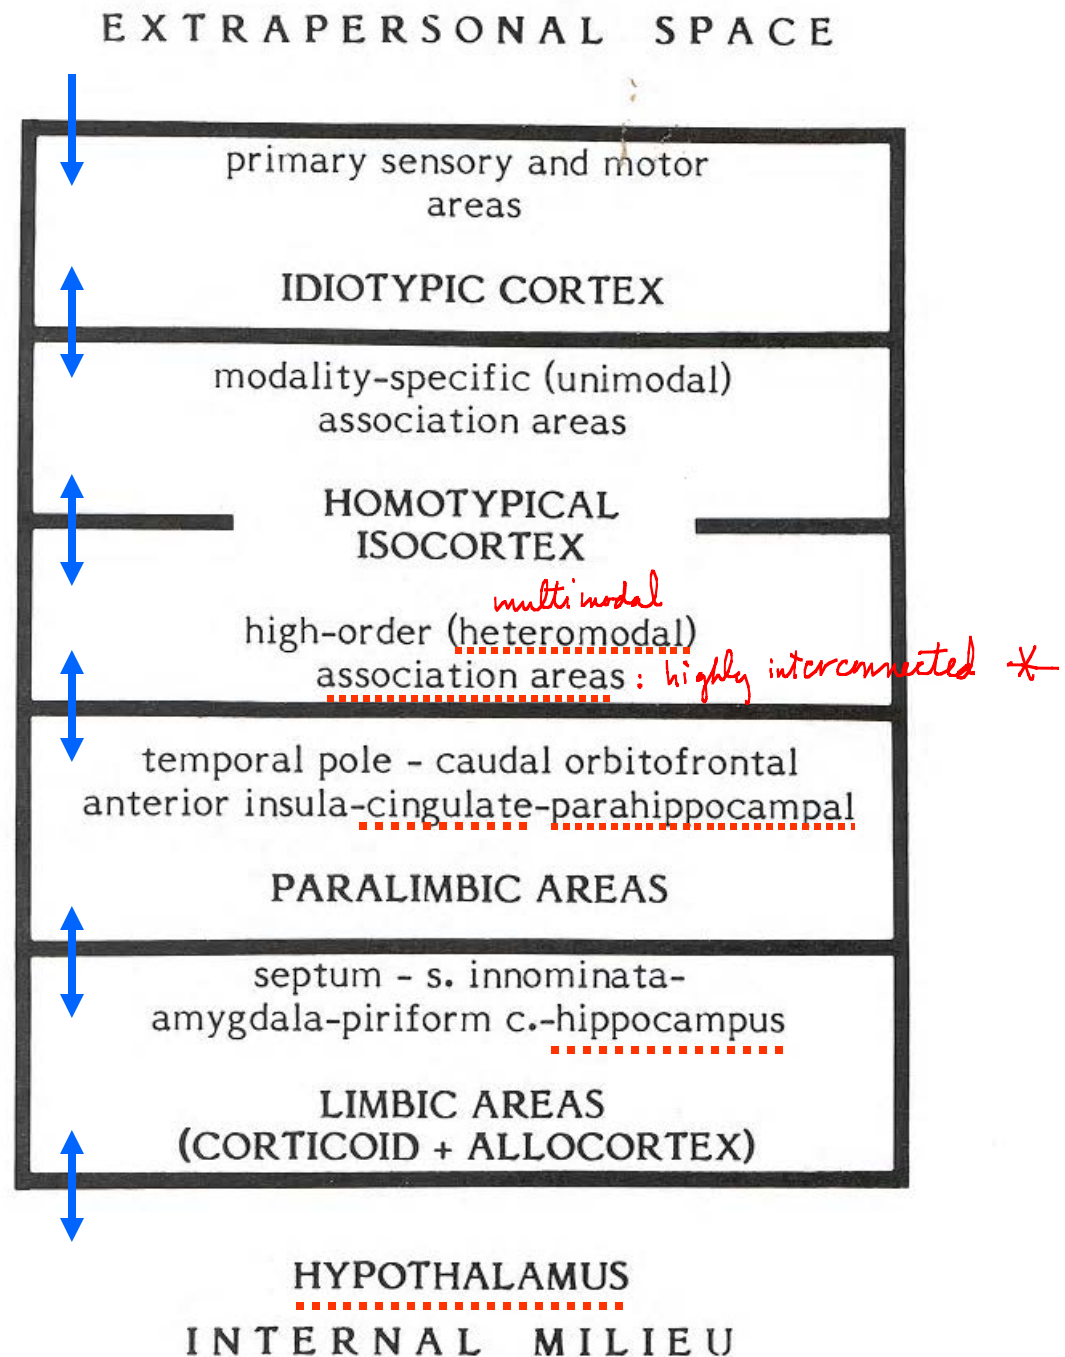 EXTRAPERSONAL SPACE
primary sensory and motor
areas
IDIOTYPIC CORTEX
modality-specific (unimodal)
association areas
HOMOTYPICAL
ISOCORTEX
multimodal
high-order (heteromodal)
association areas : highly interconnected *
temporal pole - caudal orbitofrontal
anterior insula-cingulate-parahippocampal
PARALIMBIC AREAS
septum - s. innominata-
amygdala-piriform c.-hippocampus
LIMBIC AREAS
(CORTICOID + ALLOCORTEX)
HYPOTHALAMUS
INTERNAL MILIEU